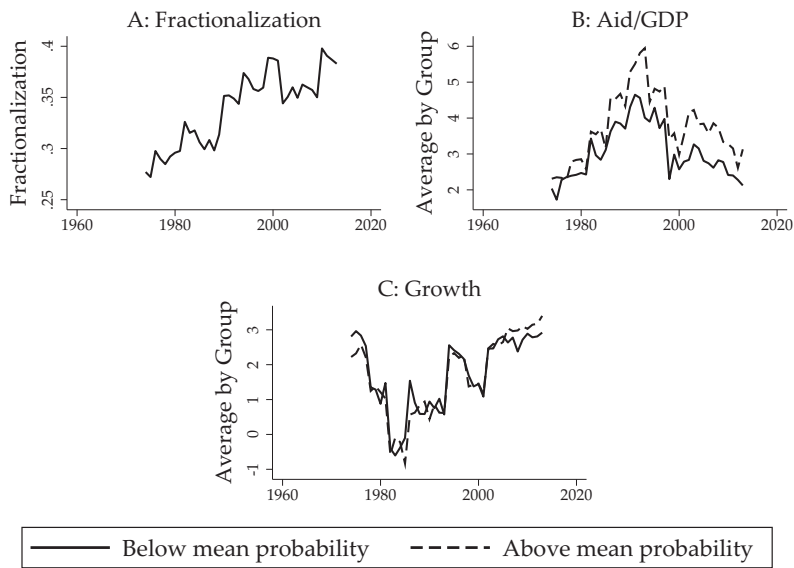 A: Fractionalization
Fractionalization
.4
.35
.3
.25
1960 1980 2000 2020
B: Aid/GDP
Average by Group
6
5
4
3
2
1960 1980 2000 2020
C: Growth
Average by Group
3
2
1
0
-1
1960 1980 2000 2020
Below mean probability Above mean probability